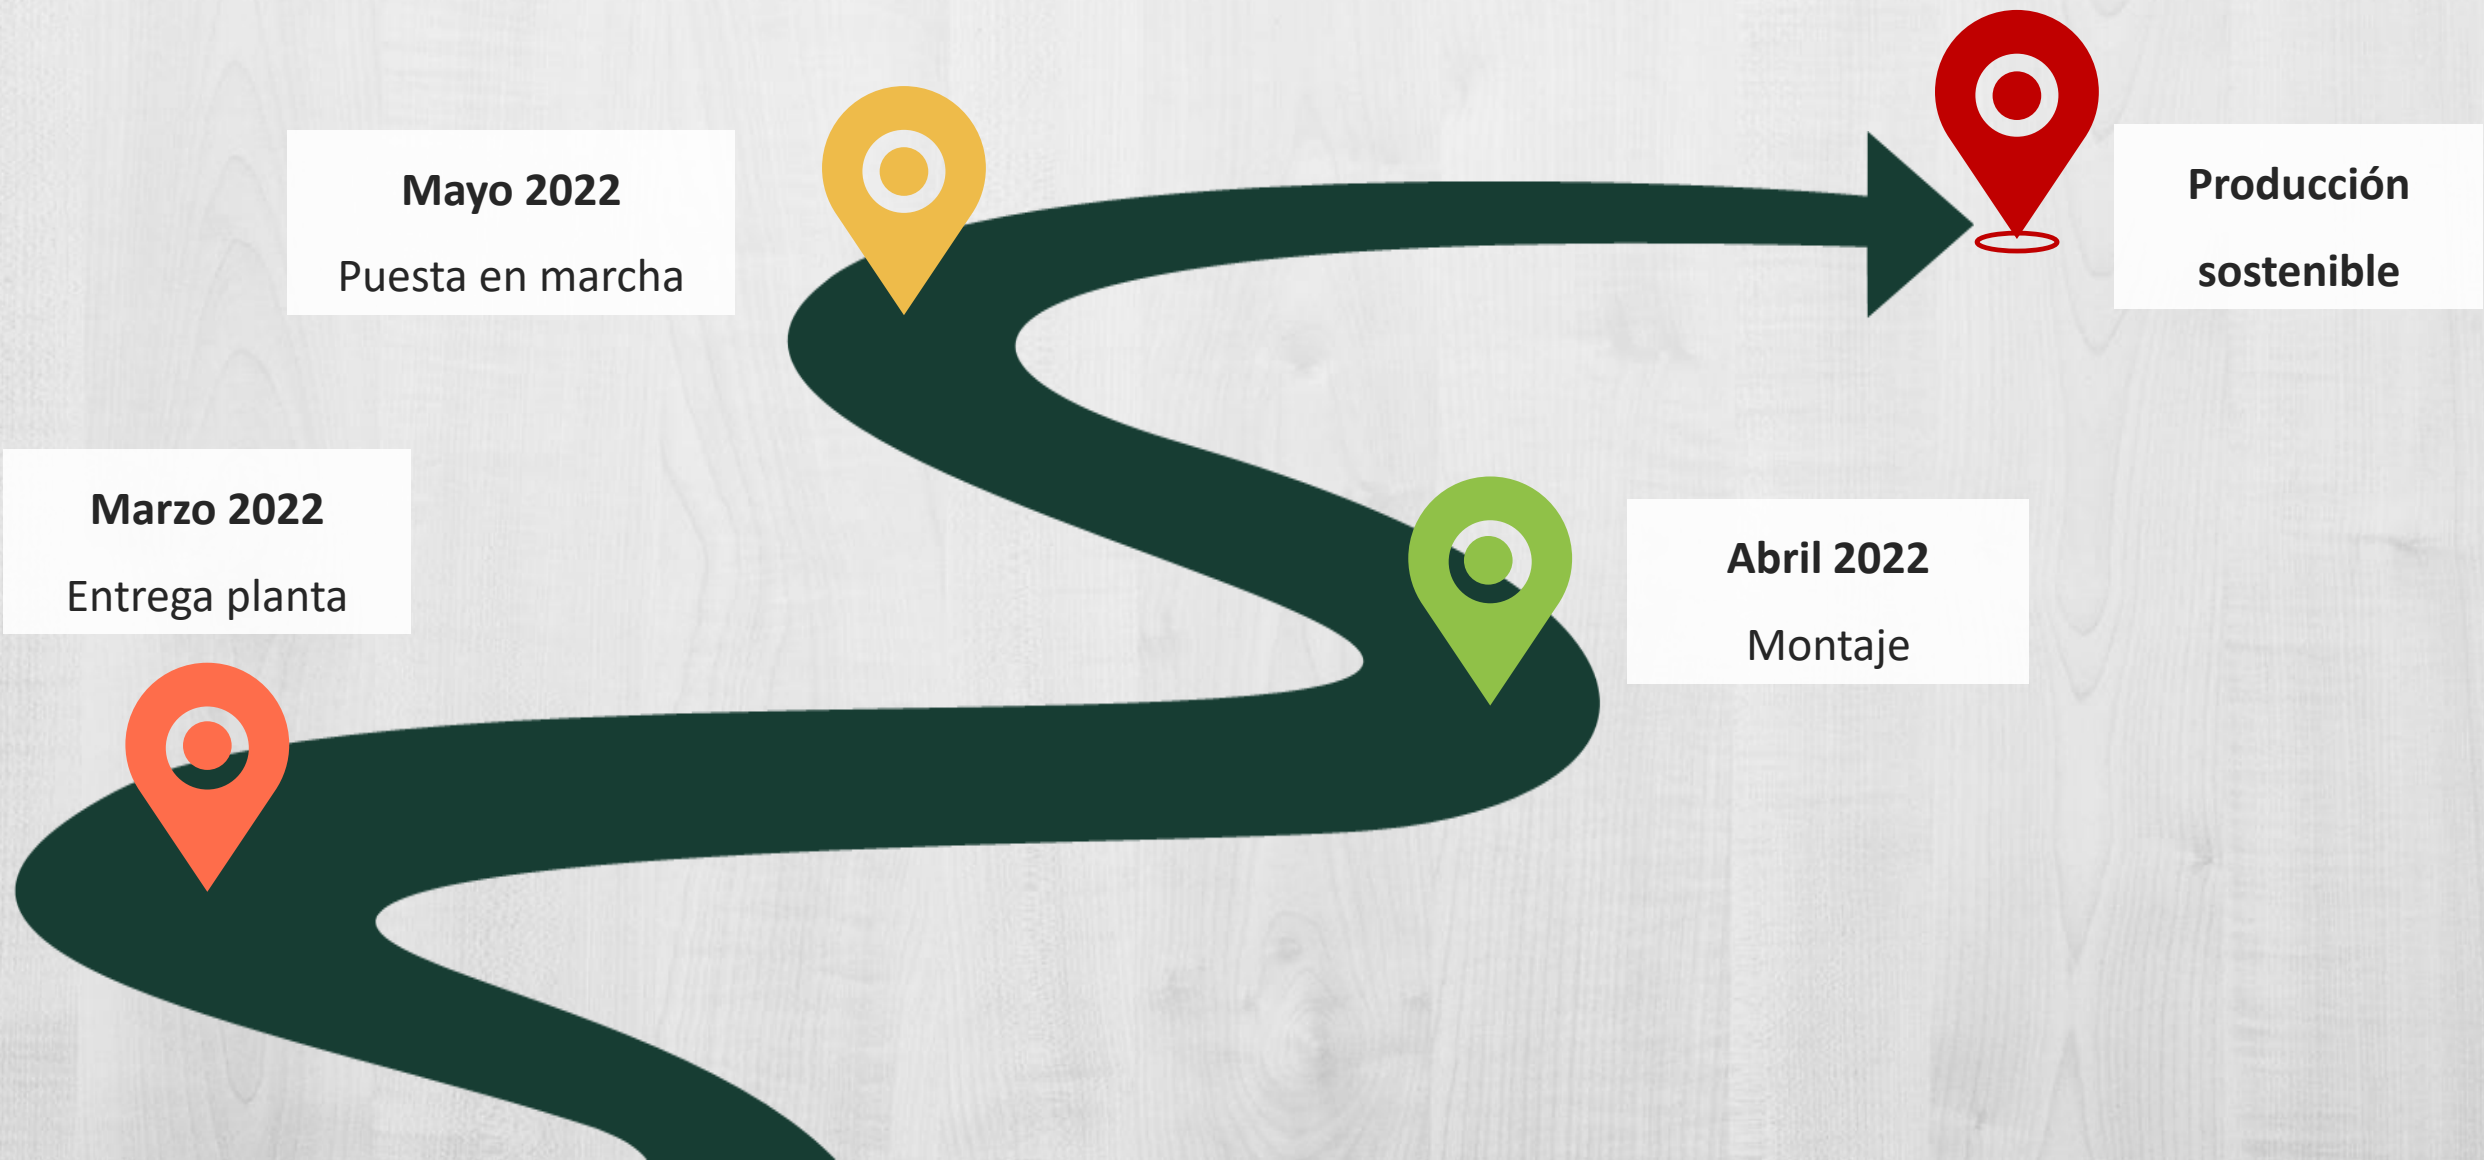 Mayo 2022
Puesta en marcha
Producción
sostenible
Marzo 2022
Entrega planta
Abril 2022
Montaje